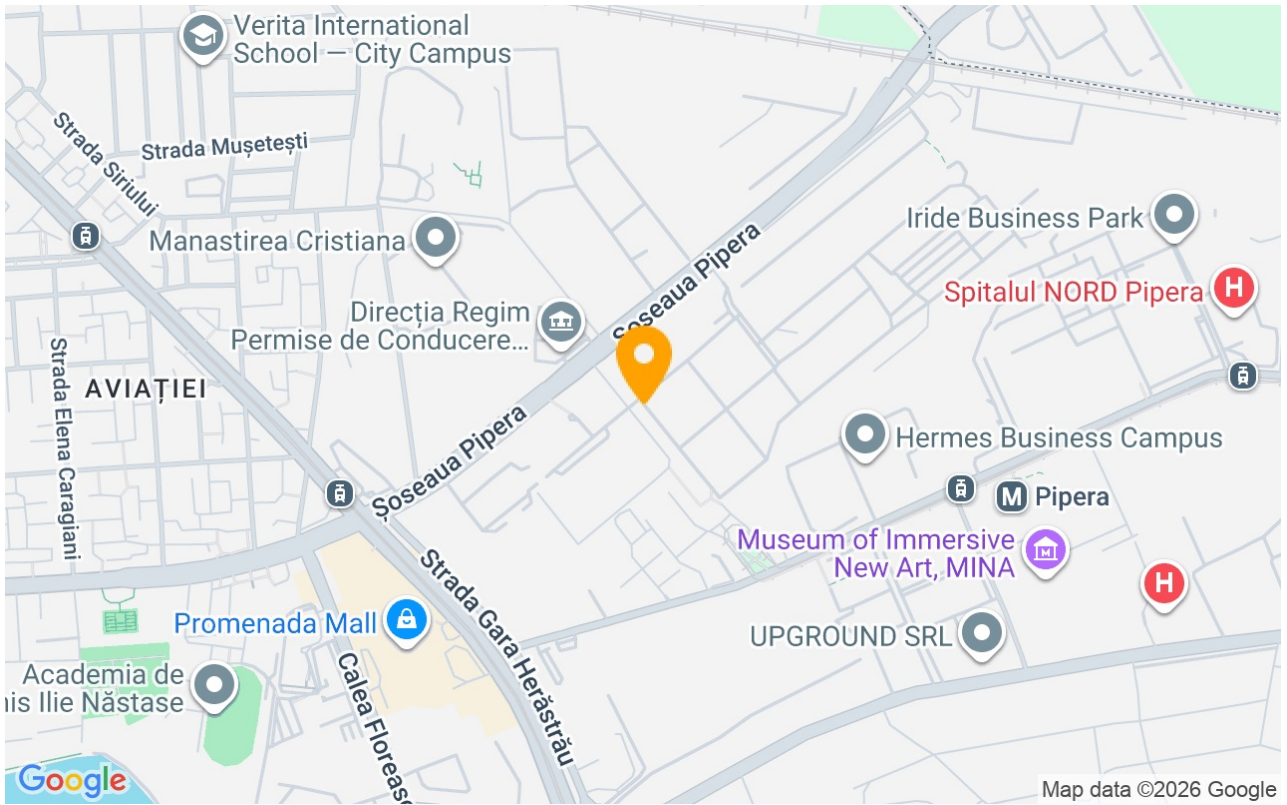 Verita International
School — City Campus
Strada Siriului
Strada Mușetești
Manastirea Cristiana
Iride Business Park
Spitalul NORD Pipera
H
Direcția Regim
Permise de Conducere...
Șoseaua Pipera
AVIAȚIEI
Strada Elena Caragiani
Șoseaua Pipera
Hermes Business Campus
M Pipera
Museum of Immersive
New Art, MINA
M
H
Promenada Mall
Strada Gara Herăstrău
UPGROUND SRL
Academia de
nis Ilie Năstase
Calea Floreasc
Google
Map data ©2026 Google